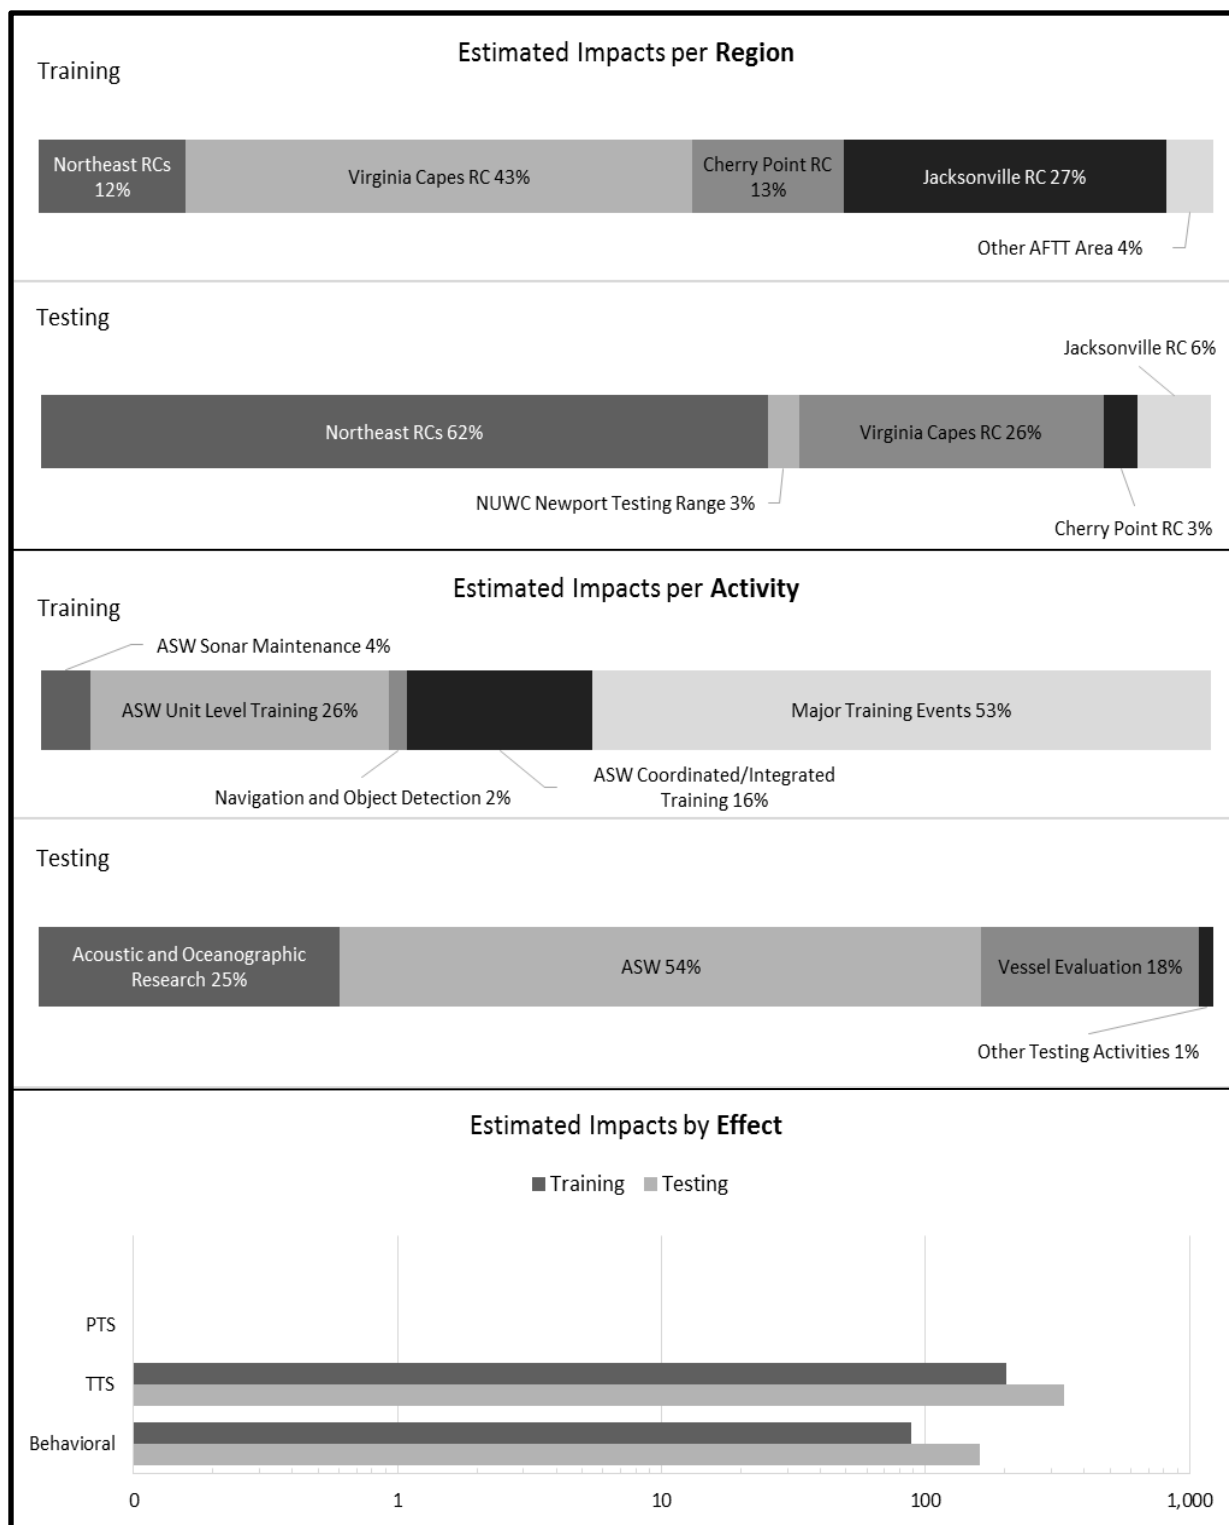 Estimated Impacts per Region
Training
Northeast RCs
12%
Virginia Capes RC 43%
Cherry Point RC
13%
Jacksonville RC 27%
Other AFTT Area 4%
Testing
Jacksonville RC 6%
Northeast RCs 62%
Virginia Capes RC 26%
NUWC Newport Testing Range 3%
Cherry Point RC 3%
Estimated Impacts per Activity
Training
ASW Sonar Maintenance 4%
ASW Unit Level Training 26%
Major Training Events 53%
Navigation and Object Detection 2%
ASW Coordinated/Integrated
Training 16%
Testing
Acoustic and Oceanographic
Research 25%
ASW 54%
Vessel Evaluation 18%
Other Testing Activities 1%
Estimated Impacts by Effect
Training Testing
PTS
TTS
Behavioral
0 1 10 100 1,000